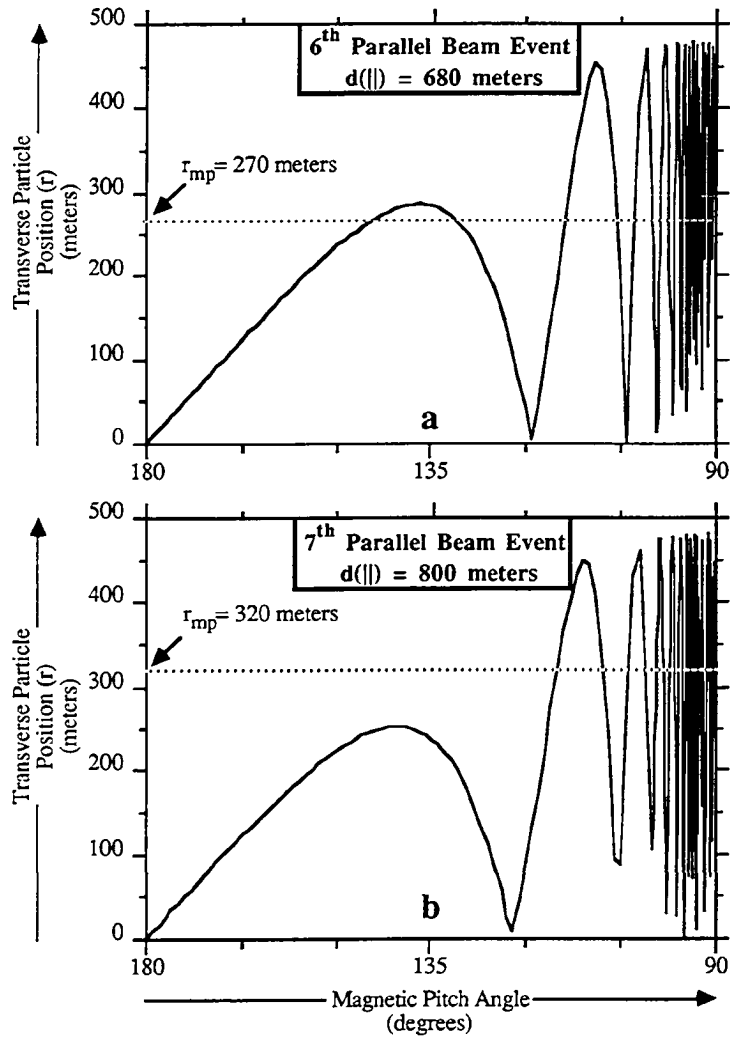 500
400
300
200
100
0
Transverse Particle
Position (r)
(meters)
6th Parallel Beam Event
d(||) = 680 meters
rmp= 270 meters
a
180
135
90
500
400
300
200
100
0
Transverse Particle
Position (r)
(meters)
7th Parallel Beam Event
d(||) = 800 meters
rmp= 320 meters
b
180
135
90
Magnetic Pitch Angle
(degrees)